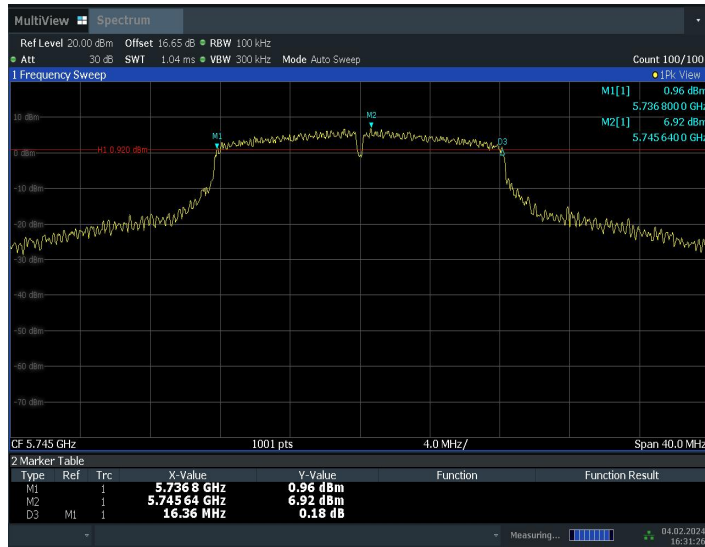 MultiView Spectrum
Ref Level 20.00 dBm Offset 16.65 dB RBW 100 kHz
Att 30 dB SWT 1.04 ms VBW 300 kHz Mode Auto Sweep Count 100/100
1 Frequency Sweep 1Pk View
M1[1] 0.96 dBm
5.736 800 0 GHz
M2[1] 6.92 dBm
5.745 640 0 GHz
10 dBm
M2
M1
D3
H1 0.920 dBm
0 dBm
-10 dBm
-20 dBm
-30 dBm
-40 dBm
-50 dBm
-60 dBm
-70 dBm
CF 5.745 GHz 1001 pts 4.0 MHz/ Span 40.0 MHz
2 Marker Table
Type Ref Trc X-Value Y-Value Function Function Result
M1 1 5.736 8 GHz 0.96 dBm
M2 1 5.745 64 GHz 6.92 dBm
D3 M1 1 16.36 MHz 0.18 dB
Measuring... 04.02.2024
16:31:26